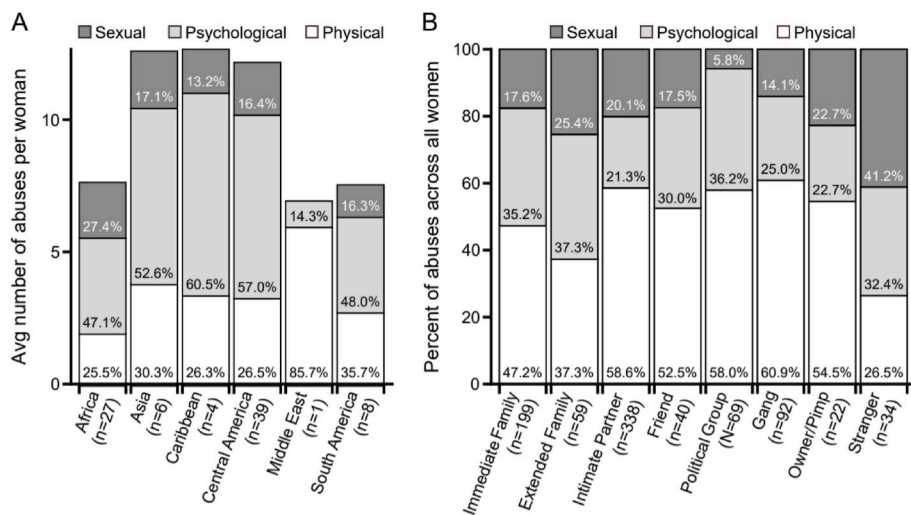 A
Sexual Psychological Physical
Avg number of abuses per woman
10
5
0
27.4%
47.1%
25.5%
17.1%
52.6%
30.3%
13.2%
60.5%
26.3%
16.4%
57.0%
26.5%
14.3%
85.7%
16.3%
48.0%
35.7%
Africa
(n=27)
Asia
(n=6)
Caribbean
(n=4)
Central America
(n=39)
Middle East
(n=1)
South America
(n=8)
B
Sexual Psychological Physical
Percent of abuses across all women
100
80
60
40
20
0
17.6%
35.2%
47.2%
25.4%
37.3%
37.3%
20.1%
21.3%
58.6%
17.5%
30.0%
52.5%
5.8%
36.2%
58.0%
14.1%
25.0%
60.9%
22.7%
22.7%
54.5%
41.2%
32.4%
26.5%
Immediate Family
(n=199)
Extended Family
(n=59)
Intimate Partner
(n=338)
Friend
(n=40)
Political Group
(N=69)
Gang
(n=92)
Owner/Pimp
(n=22)
Stranger
(n=34)